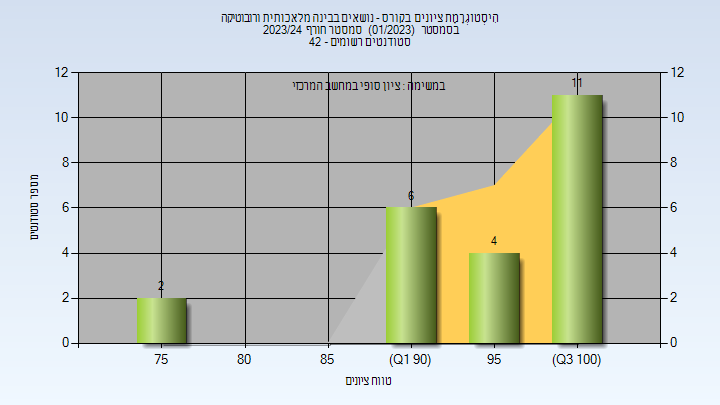 היסטוגרמת ציונים בקורס - נושאים בבינה מלאכותית ורובוטיקה
בסמסטר (01/2023) סמסטר חורף 2023/24
סטודנטים רשומים - 42
במשימה : ציון סופי במחשב המרכזי
12 12
11
10 10
8 8
6 6
6
4 4
4
2 2
2
0 0
75 80 85 (Q1 90) 95 (Q3 100)
מספר סטודנטים
טווח ציונים